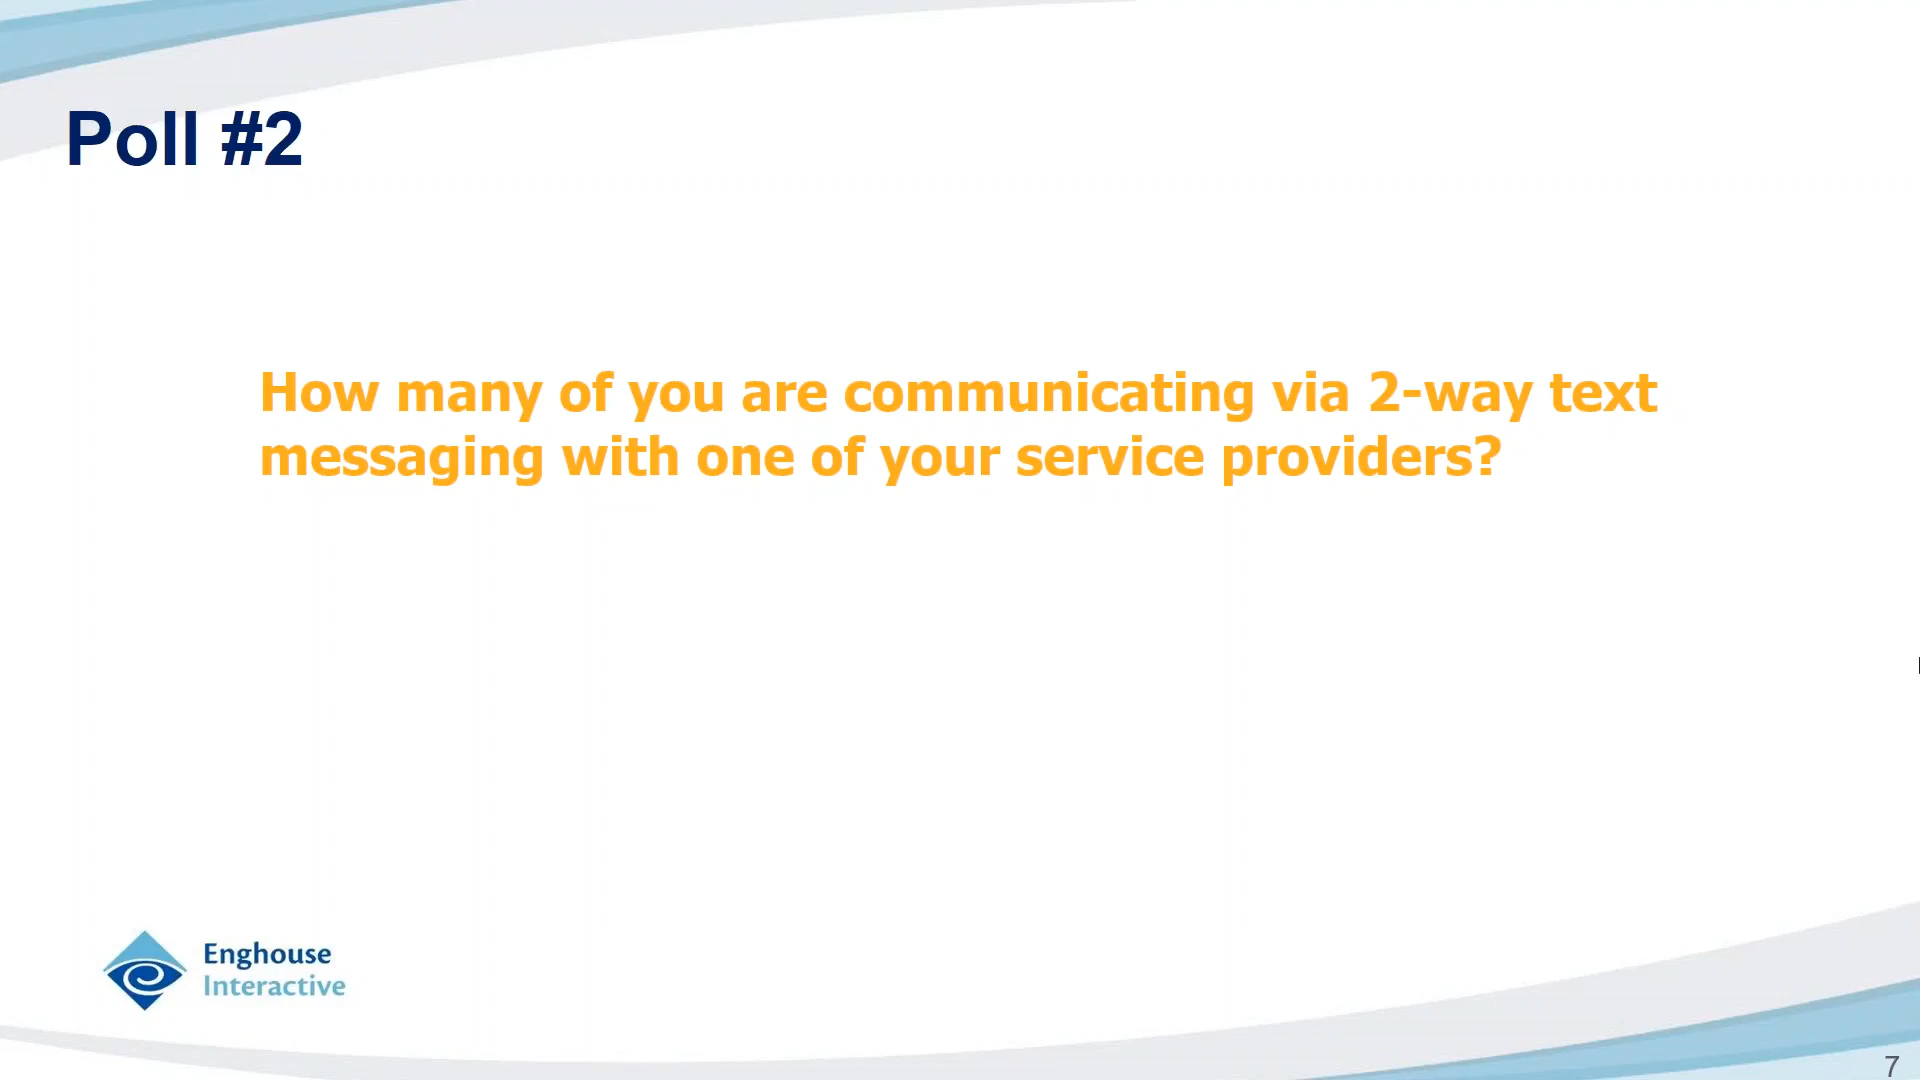 Poll #2
How many of you are communicating via 2-way text
messaging with one of your service providers?
Enghouse
Interactive
7